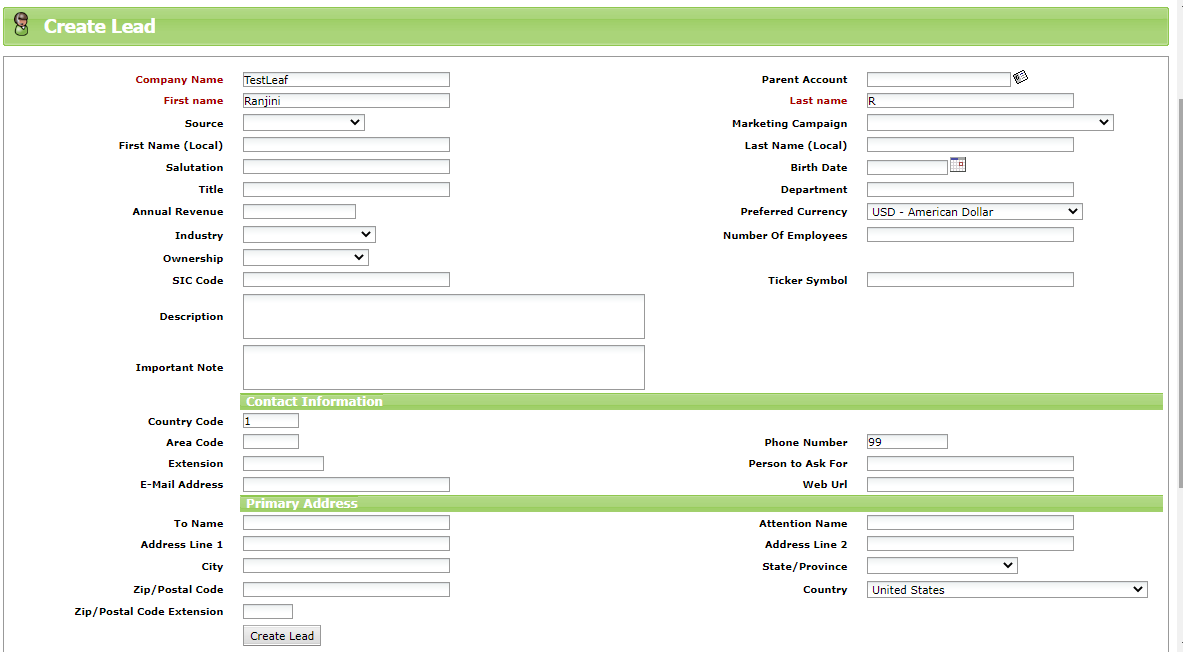 Create Lead
Company Name TestLeaf Parent Account
First name Ranjini Last name R
Source Marketing Campaign
First Name (Local) Last Name (Local)
Salutation Birth Date
Title Department
Annual Revenue Preferred Currency USD - American Dollar
Industry Number Of Employees
Ownership
SIC Code Ticker Symbol
Description
Important Note
Contact Information
Country Code 1
Area Code Phone Number 99
Extension Person to Ask For
E-Mail Address Web Url
Primary Address
To Name Attention Name
Address Line 1 Address Line 2
City State/Province
Zip/Postal Code Country United States
Zip/Postal Code Extension
Create Lead